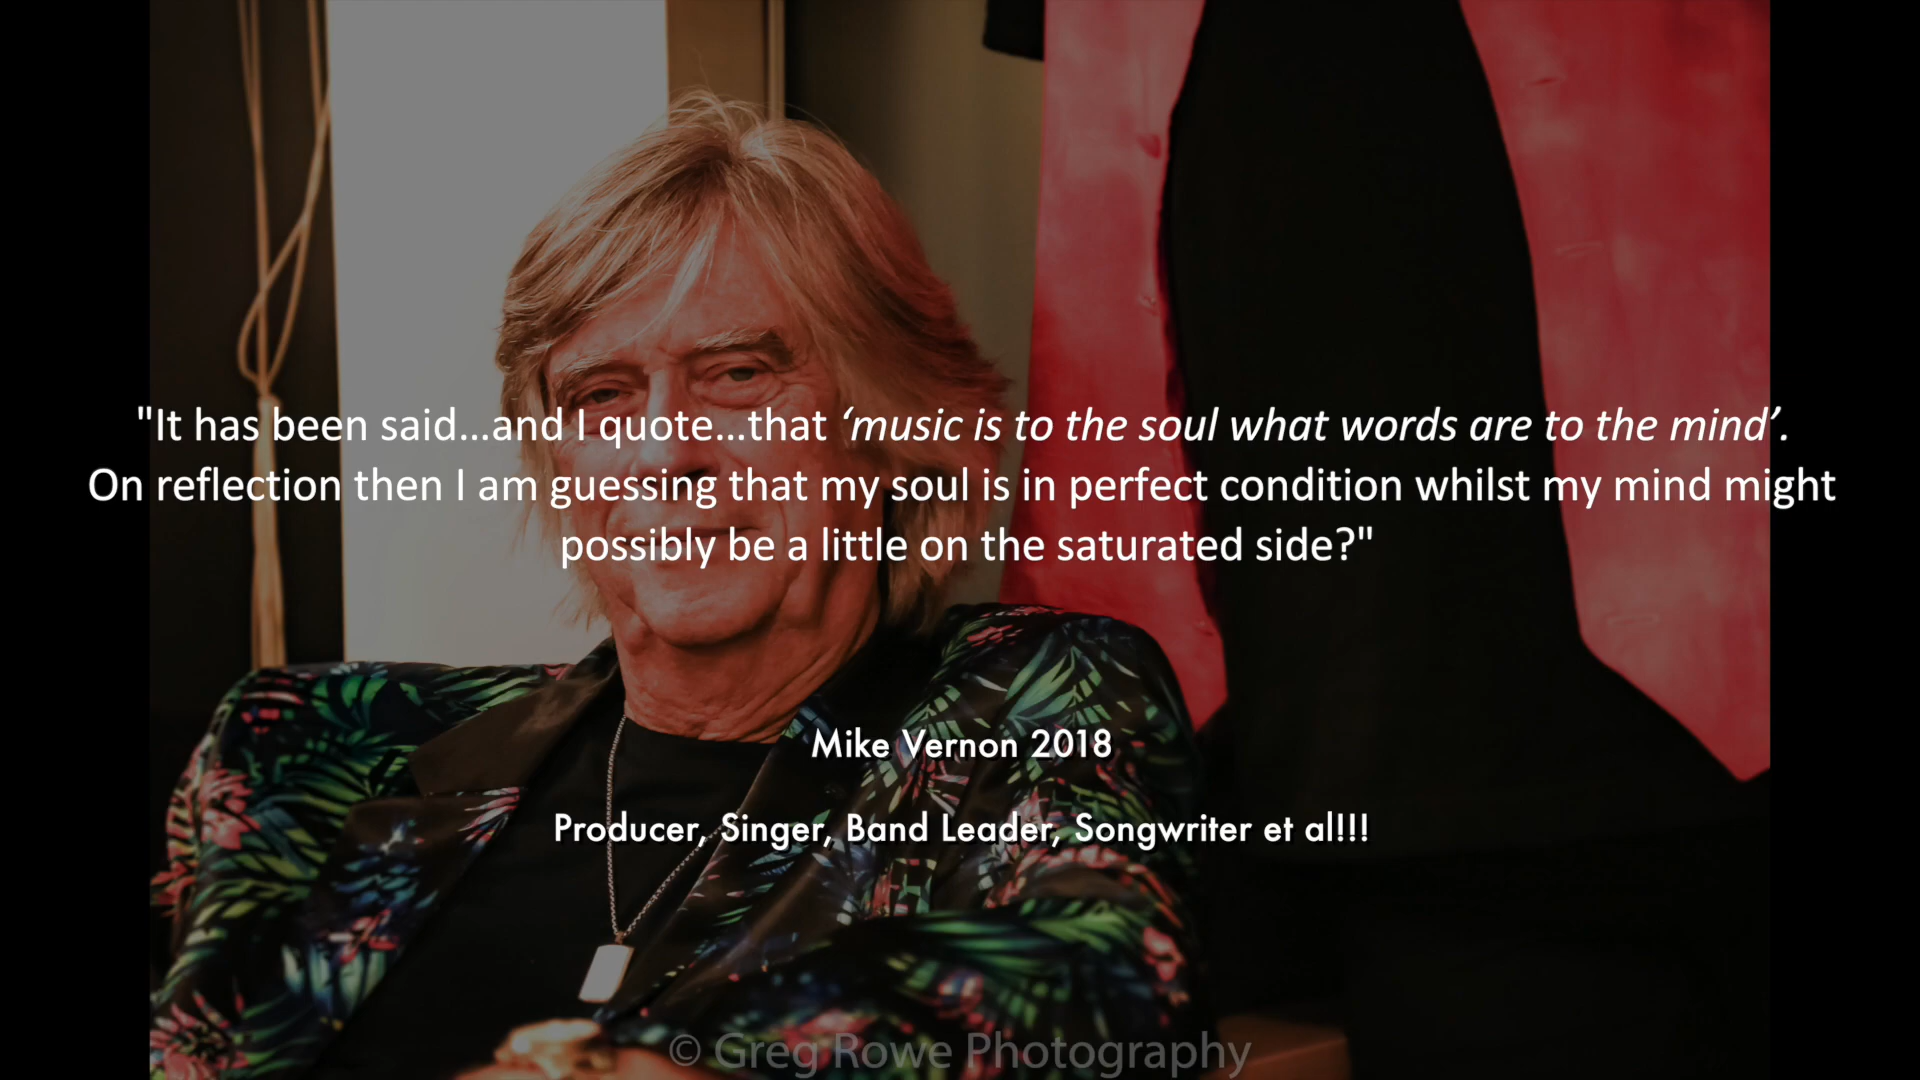 "It has been said...and I quote...that ‘music is to the soul what words are to the mind’.
On reflection then I am guessing that my soul is in perfect condition whilst my mind might
possibly be a little on the saturated side?"
Mike Vernon 2018
Producer, Singer, Band Leader, Songwriter et al!!!
© Greg Rowe Photography